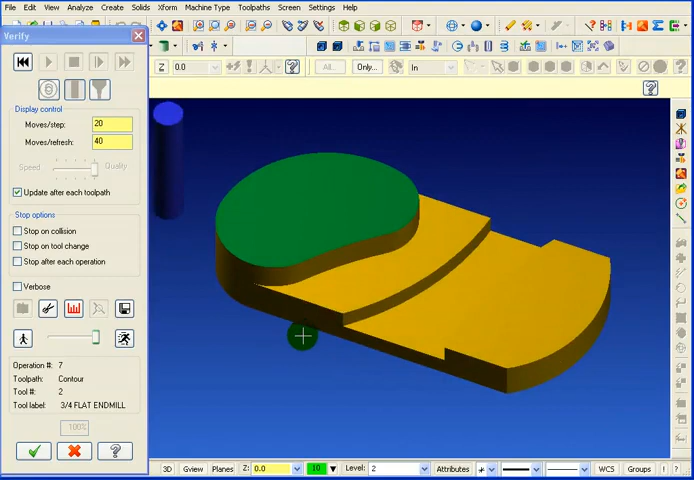 File Edit View Analyze Create Solids Xform Machine Type Toolpaths Screen Settings Help
Verify
Z 0.0 All... Only... In
Display control
Moves/step: 20
Moves/refresh: 40
Speed Quality
Update after each toolpath
Stop options
Stop on collision
Stop on tool change
Stop after each operation
Verbose
Operation #: 7
Toolpath: Contour
Tool #: 2
Tool label: 3/4 FLAT ENDMILL
100%
3D Gview Planes Z: 0.0 10 Level: 2 Attributes WCS Groups ! ?